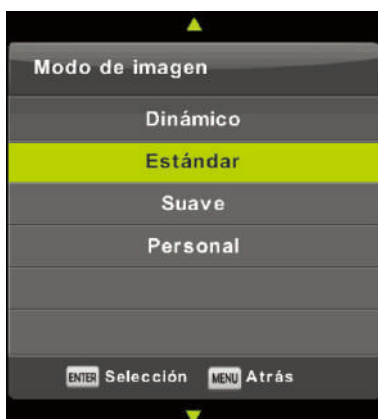 Modo de imagen
Dinámico
Estándar
Suave
Personal
ENTER Selección MENU Atrás